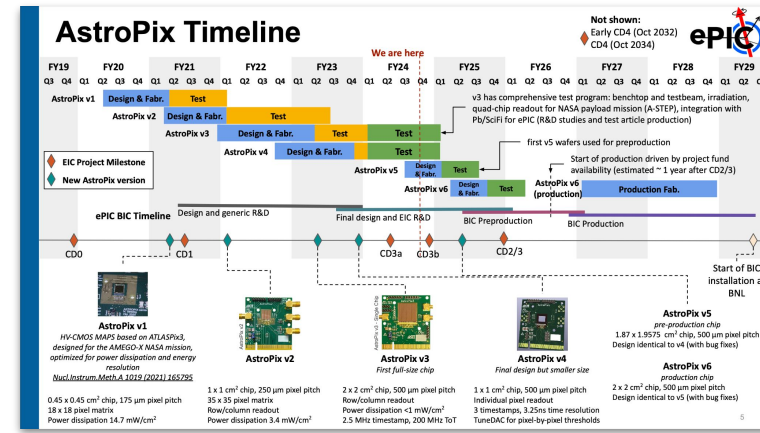 AstroPix Timeline
Not shown:
Early CD4 (Oct 2032)
CD4 (Oct 2034)
ePIC
We are here
FY19 FY20 FY21 FY22 FY23 FY24 FY25 FY26 FY27 FY28 FY29
Q3 Q4 Q1 Q2 Q3 Q4 Q1 Q2 Q3 Q4 Q1 Q2 Q3 Q4 Q1 Q2 Q3 Q4 Q1 Q2 Q3 Q4 Q1 Q2 Q3 Q4 Q1 Q2 Q3 Q4 Q1 Q2 Q3 Q4 Q1 Q2 Q3 Q4 Q1 Q2
AstroPix v1 Design & Fabr. Test
AstroPix v2 Design & Fabr. Test
AstroPix v3 Design & Fabr. Test Test
AstroPix v4 Design & Fabr. Test
AstroPix v5 Design & Fabr. Test
AstroPix v6 Design & Fabr. Test
AstroPix v6 (production) Production Fab.
v3 has comprehensive test program: benchtop and testbeam, irradiation,
quad-chip readout for NASA payload mission (A-STEP), integration with
Pb/SciFi for ePIC (R&D studies and test article production)
first v5 wafers used for preproduction
Start of production driven by project fund
availability (estimated ~ 1 year after CD2/3)
EIC Project Milestone
New AstroPix version
ePIC BIC Timeline
Design and generic R&D
Final design and EIC R&D
BIC Preproduction
BIC Production
CD0 CD1 CD3a CD3b CD2/3
Start of BIC
installation a
BNL
AstroPix v1
HV-CMOS MAPS based on ATLASPix3,
designed for the AMEGO-X NASA mission,
optimized for power dissipation and energy
resolution
Nucl.Instrum.Meth.A 1019 (2021) 165795
0.45 x 0.45 cm² chip, 175 µm pixel pitch
18 x 18 pixel matrix
Power dissipation 14.7 mW/cm²
AstroPix v2
AstroPix v2
1 x 1 cm² chip, 250 µm pixel pitch
35 x 35 pixel matrix
Row/column readout
Power dissipation 3.4 mW/cm²
AstroPix v3 - Single Chip
AstroPix v3
First full-size chip
2 x 2 cm² chip, 500 µm pixel pitch
Row/column readout
Power dissipation <1 mW/cm²
2.5 MHz timestamp, 200 MHz ToT
AstroPix v4
AstroPix v4
Final design but smaller size
1 x 1 cm² chip, 500 µm pixel pitch
Individual pixel readout
3 timestamps, 3.25ns time resolution
TuneDAC for pixel-by-pixel thresholds
AstroPix v5
pre-production chip
1.87 x 1.9575 cm² chip, 500 µm pixel pitch
Design identical to v4 (with bug fixes)
AstroPix v6
production chip
2 x 2 cm² chip, 500 µm pixel pitch
Design identical to v5 (with bug fixes)
5